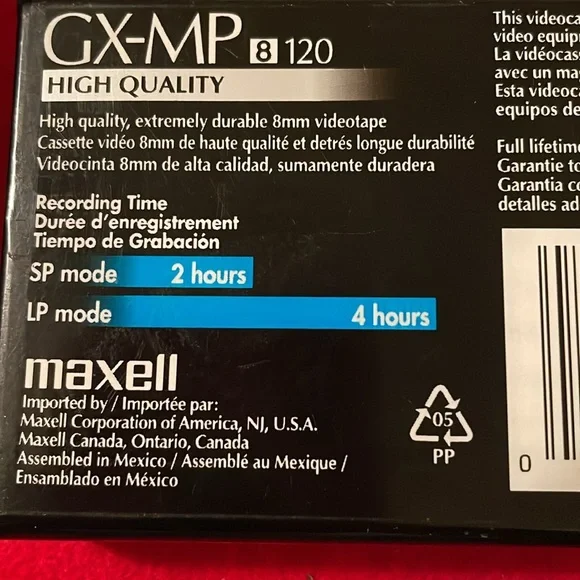 GX-MP 8 120
HIGH QUALITY
High quality, extremely durable 8mm videotape
Cassette vidéo 8mm de haute qualité et detrés longue durabilité
Videocinta 8mm de alta calidad, sumamente duradera
Recording Time
Durée d'enregistrement
Tiempo de Grabación
SP mode 2 hours
LP mode 4 hours
maxell
Imported by / Importée par:
Maxell Corporation of America, NJ, U.S.A.
Maxell Canada, Ontario, Canada
Assembled in Mexico / Assemblé au Mexique /
Ensamblado en México
05
PP
This videoca
video equip
La vidéocas
avec un ma
Esta videoca
equipos de
Full lifetime
Garantie to
Garantía co
detalles ad
0